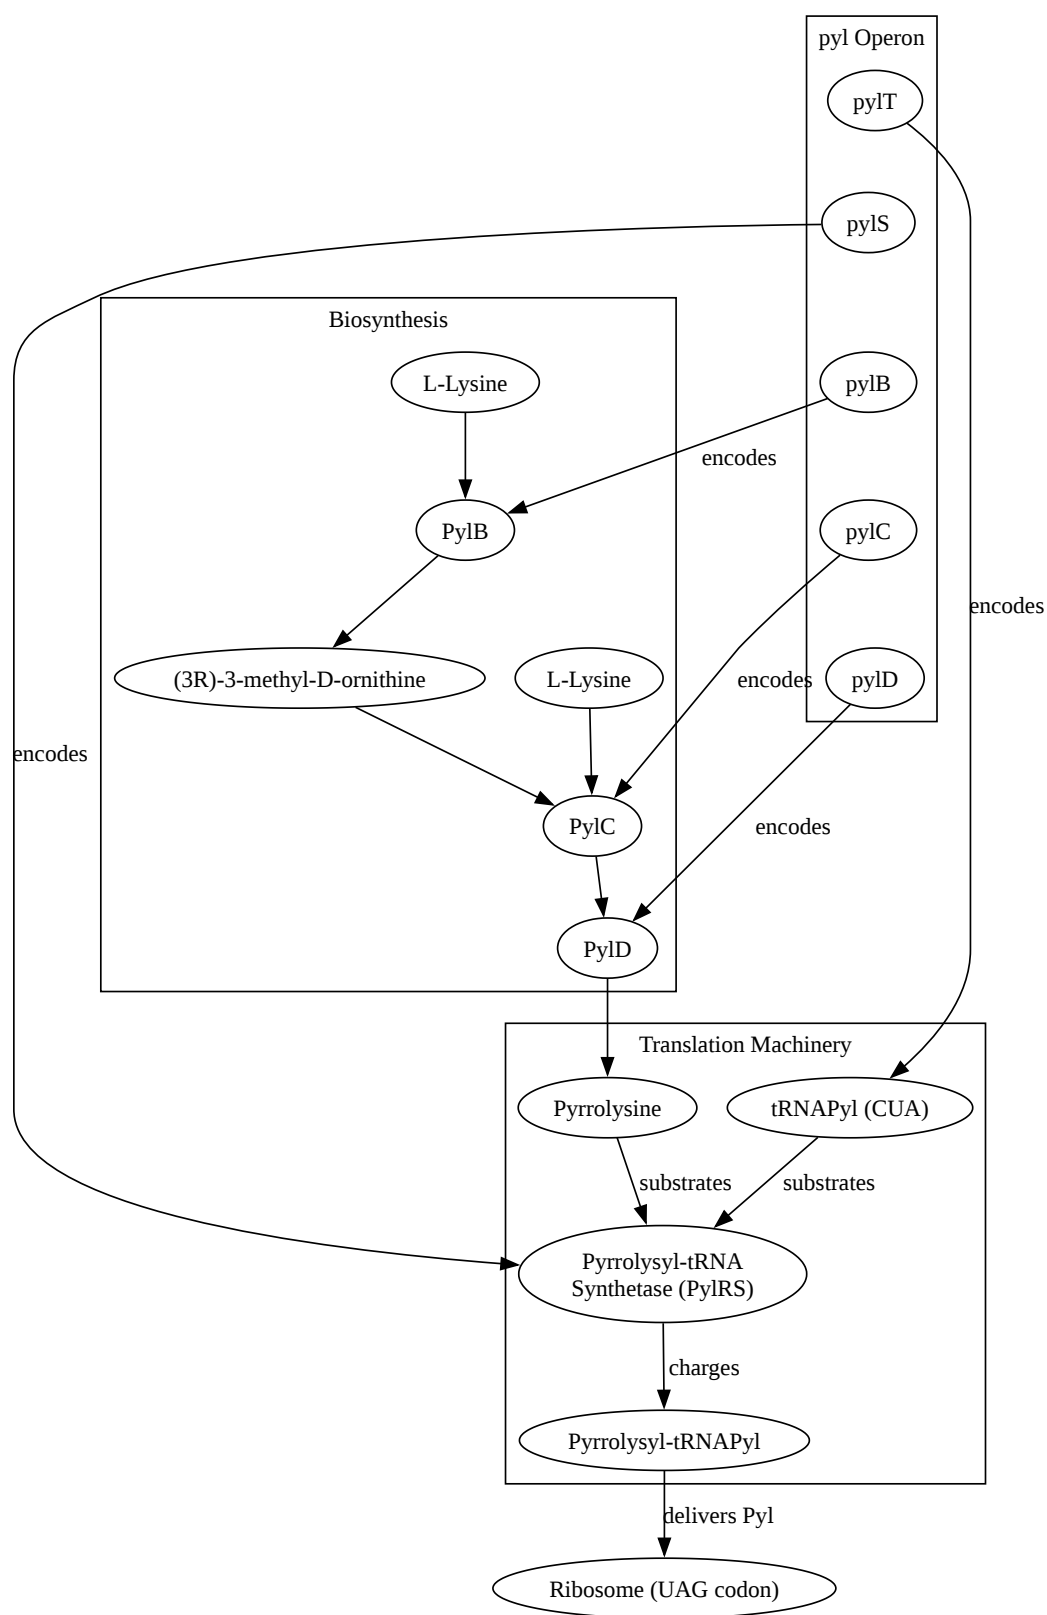 pyl Operon
pylT
pylS
Biosynthesis
L-Lysine
pylB
encodes
PylB
pylC
encodes
(3R)-3-methyl-D-ornithine
L-Lysine
encodes
pylD
encodes
PylC
encodes
PylD
Translation Machinery
Pyrrolysine
tRNAPyl (CUA)
substrates
substrates
Pyrrolysyl-tRNA
Synthetase (PylRS)
charges
Pyrrolysyl-tRNAPyl
delivers Pyl
Ribosome (UAG codon)